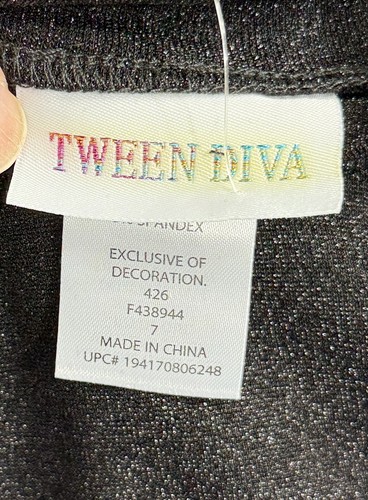 TWEEN DIVA
SPANDEX
EXCLUSIVE OF
DECORATION.
426
F438944
7
MADE IN CHINA
UPC# 194170806248